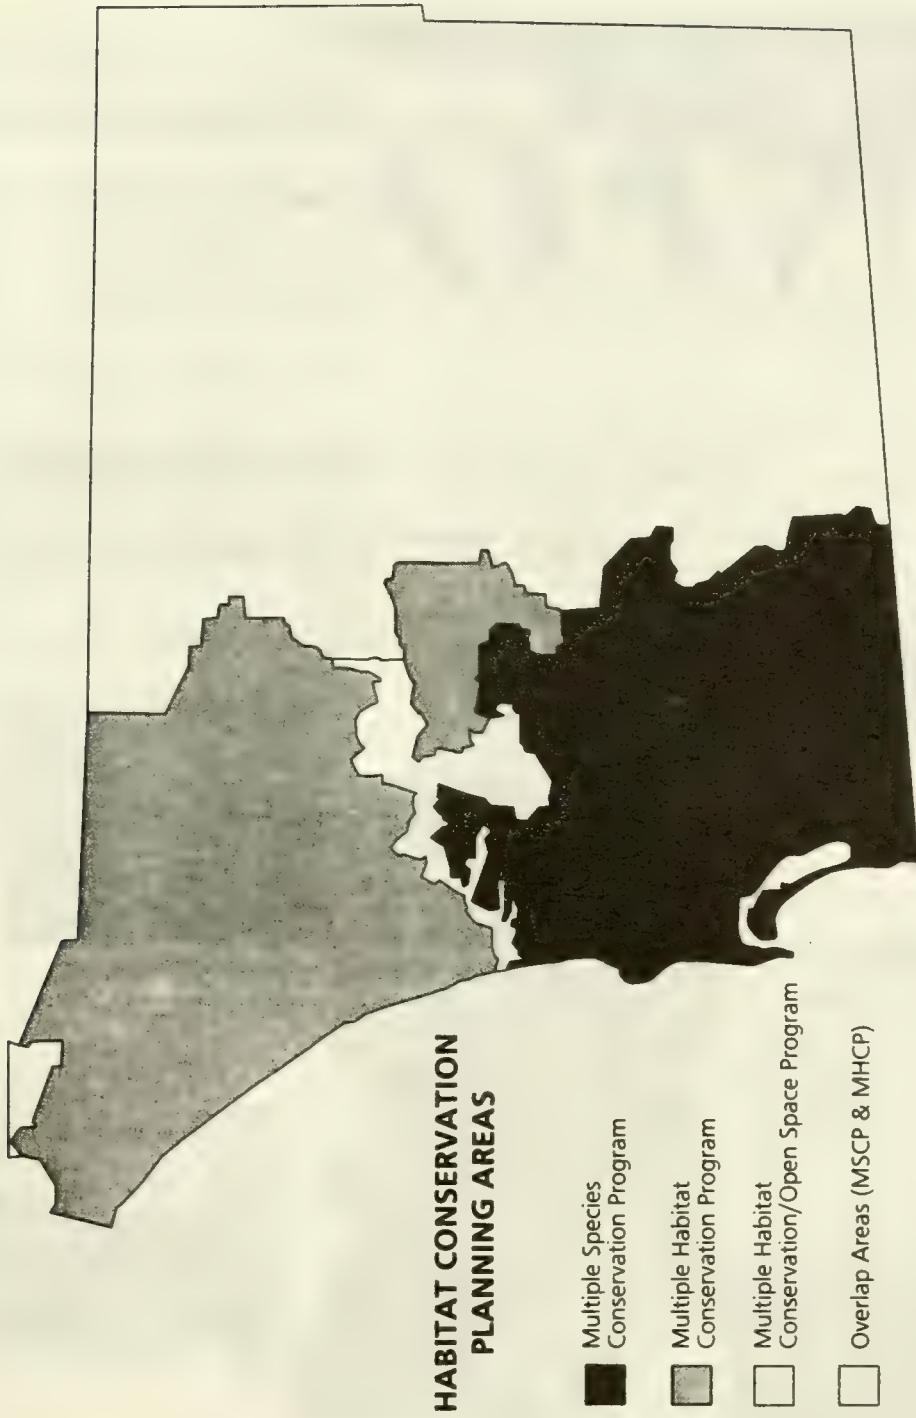 HABITAT CONSERVATION
PLANNING AREAS
Multiple Species
Conservation Program
Multiple Habitat
Conservation Program
Multiple Habitat
Conservation/Open Space Program
Overlap Areas (MSCP & MHCP)